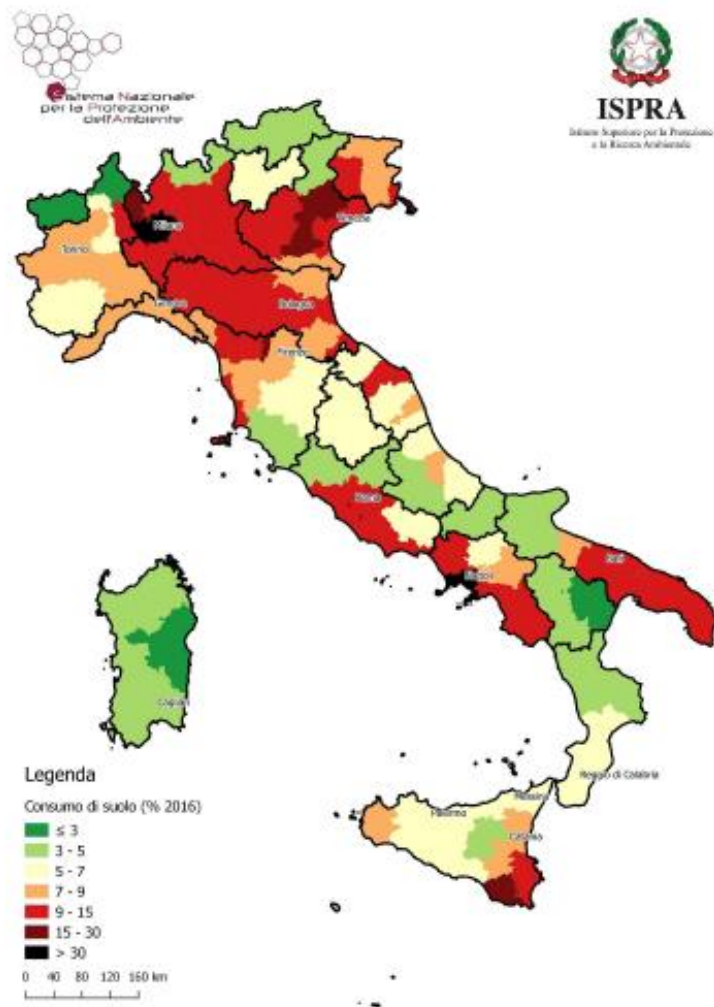 Sistema Nazionale
per la Protezione
dell'Ambiente
ISPRA
Istituto Superiore per la Protezione
e la Ricerca Ambientale
Milano
Venezia
Torino
Genova
Bologna
Firenze
Roma
Napoli
Bari
Cagliari
Reggio di Calabria
Messina
Palermo
Catania
Legenda
Consumo di suolo (% 2016)
≤ 3
3 - 5
5 - 7
7 - 9
9 - 15
15 - 30
> 30
0 40 80 120 160 km